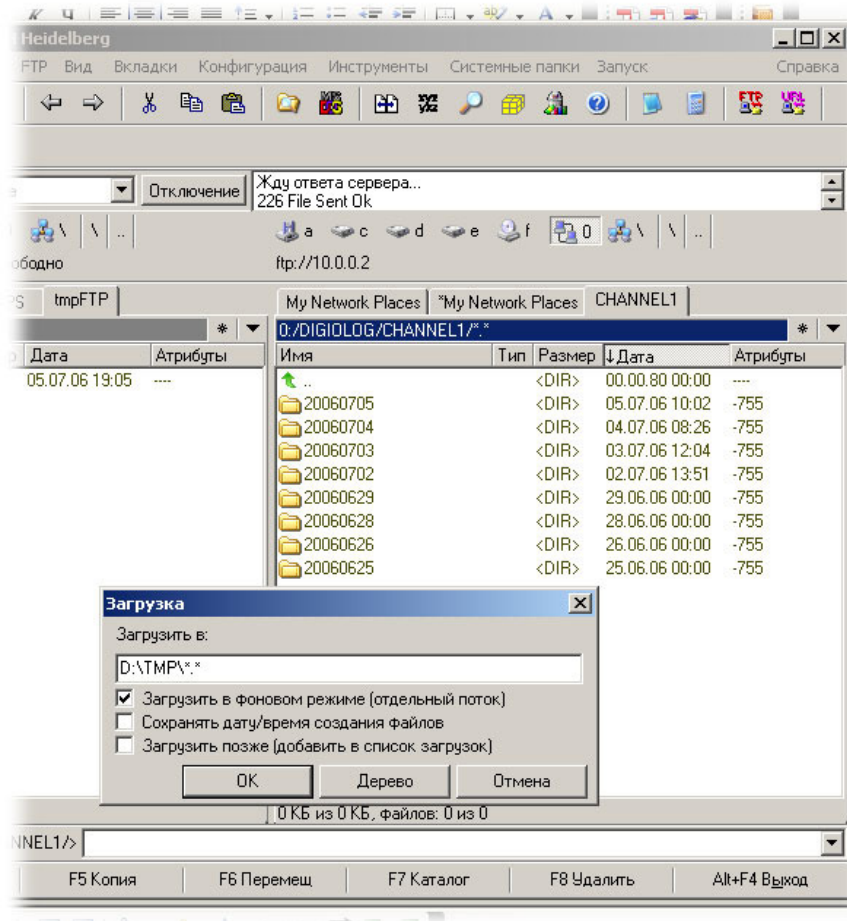 Heidelberg
FTP Вид Вкладки Конфигурация Инструменты Системные папки Запуск Справка
FTP URL
Отключение
Жду ответа сервера...
226 File Sent Ok
\ \ .. a c d e f 0 \ \ ..
ободно ftp://10.0.0.2
PS tmpFTP My Network Places *My Network Places CHANNEL1
* 0:/DIGIOLOG/CHANNEL1/*.* *
Дата Атрибуты Имя Тип Размер ↓Дата Атрибуты
05.07.06 19:05 ---- .. <DIR> 00.00.80 00:00 ----
20060705 <DIR> 05.07.06 10:02 -755
20060704 <DIR> 04.07.06 08:26 -755
20060703 <DIR> 03.07.06 12:04 -755
20060702 <DIR> 02.07.06 13:51 -755
20060629 <DIR> 29.06.06 00:00 -755
20060628 <DIR> 28.06.06 00:00 -755
20060626 <DIR> 26.06.06 00:00 -755
20060625 <DIR> 25.06.06 00:00 -755
Загрузка
Загрузить в:
D:\TMP\*.*
Загрузить в фоновом режиме (отдельный поток)
Сохранять дату/время создания файлов
Загрузить позже (добавить в список загрузок)
OK Дерево Отмена
0 КБ из 0 КБ, файлов: 0 из 0
NNEL1/>
F5 Копия F6 Перемещ F7 Каталог F8 Удалить Alt+F4 Выход